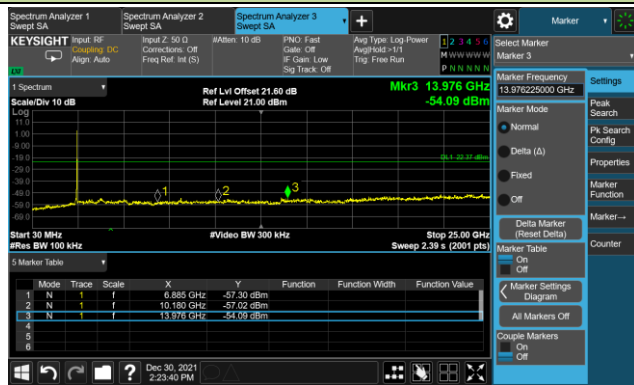 Spectrum Analyzer 1
Swept SA
Spectrum Analyzer 2
Swept SA
Spectrum Analyzer 3
Swept SA
Marker
KEYSIGHT
Input: RF
Coupling: DC
Align: Auto
Input Z: 50 Ω
Corrections: Off
Freq Ref: Int (S)
#Atten: 10 dB
PNO: Fast
Gate: Off
IF Gain: Low
Sig Track: Off
Avg Type: Log-Power
Avg|Hold:>1/1
Trig: Free Run
1 2 3 4 5 6
M W W W W W
P N N N N N
Select Marker
Marker 3
1 Spectrum
Scale/Div 10 dB
Log
Ref Lvl Offset 21.60 dB
Ref Level 21.00 dBm
Mkr3 13.976 GHz
-54.09 dBm
11.0
1.00
-9.00
-19.0
-29.0
-39.0
-49.0
-59.0
-69.0
DL1 -22.37 dBm
1
2
3
Start 30 MHz
#Res BW 100 kHz
#Video BW 300 kHz
Stop 25.00 GHz
Sweep 2.39 s (2001 pts)
5 Marker Table
Mode Trace Scale X Y Function Function Width Function Value
1 N 1 f 6.885 GHz -57.30 dBm
2 N 1 f 10.180 GHz -57.02 dBm
3 N 1 f 13.976 GHz -54.09 dBm
4
5
6
Marker Frequency
13.976225000 GHz
Marker Mode
Normal
Delta (Δ)
Fixed
Off
Delta Marker
(Reset Delta)
Marker Table
On
Off
Marker Settings
Diagram
All Markers Off
Couple Markers
On
Off
Settings
Peak
Search
Pk Search
Config
Properties
Marker
Function
Marker→
Counter
?
Dec 30, 2021
2:23:40 PM